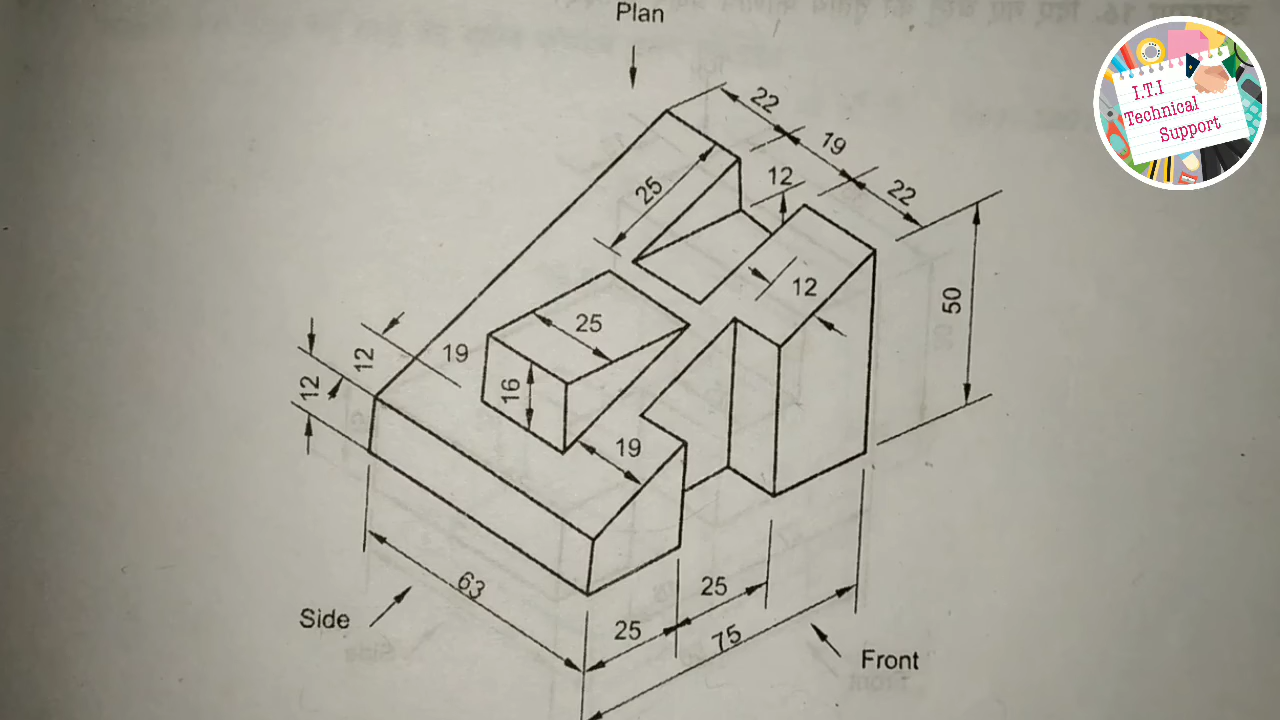 Plan
I.T.I
Technical
Support
22
19
12
22
25
12
50
25
12
19
12
16
19
63
Side
25
25
75
Front